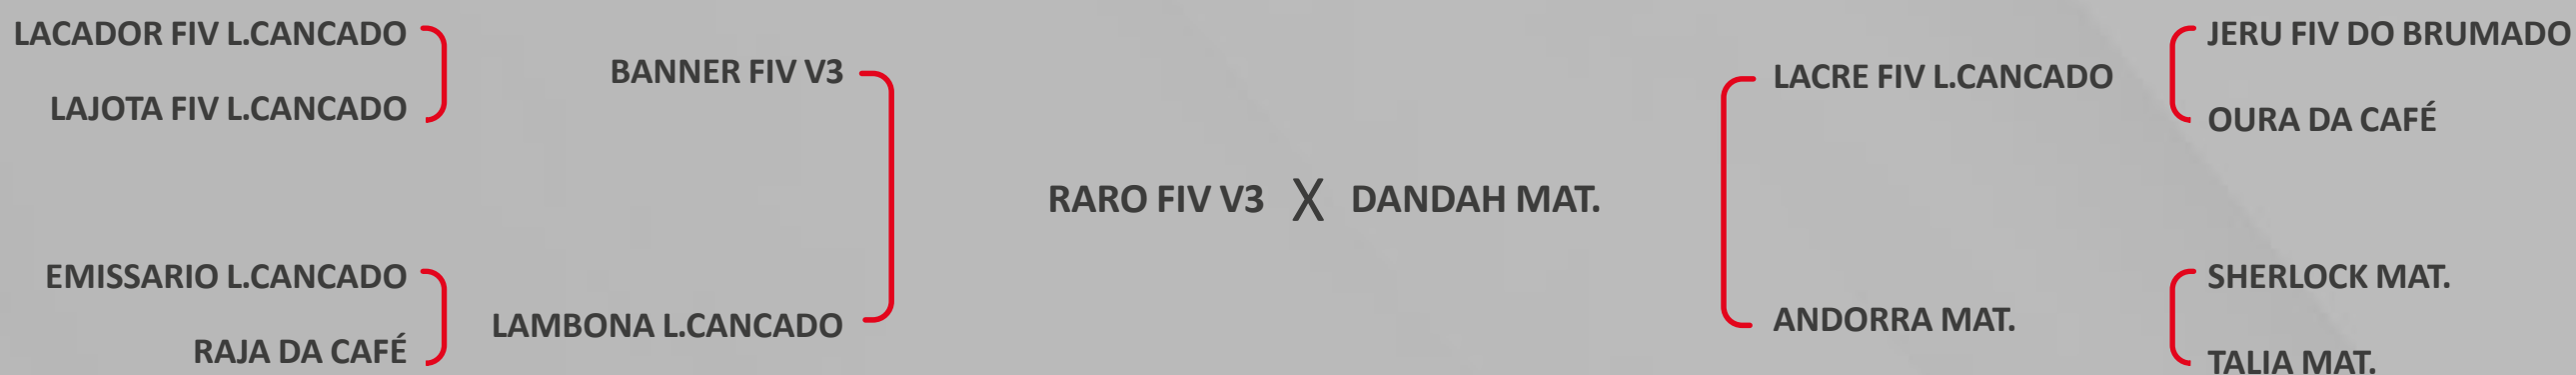 LACADOR FIV L.CANCADO
LAJOTA FIV L.CANCADO
BANNER FIV V3
EMISSARIO L.CANCADO
RAJA DA CAFÉ
LAMBONA L.CANCADO
RARO FIV V3 X DANDAH MAT.
LACRE FIV L.CANCADO
JERU FIV DO BRUMADO
OURA DA CAFÉ
ANDORRA MAT.
SHERLOCK MAT.
TALIA MAT.